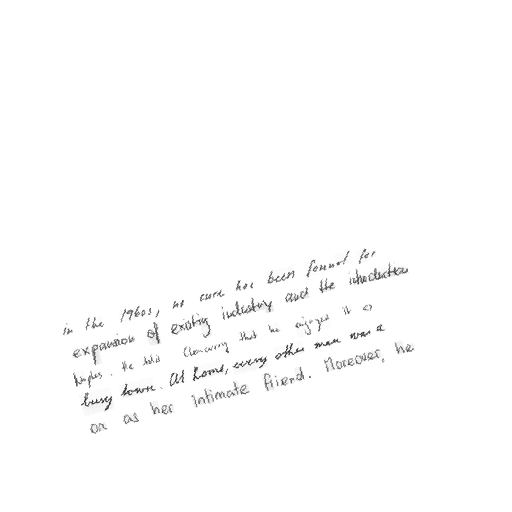 in the 1960s, no cure has been found for
expansion of existing industry and the introduction
Naples. He told Clancarty that he enjoyed it as
busy town. At home, every other man was a
on as her intimate friend. Moreover, he